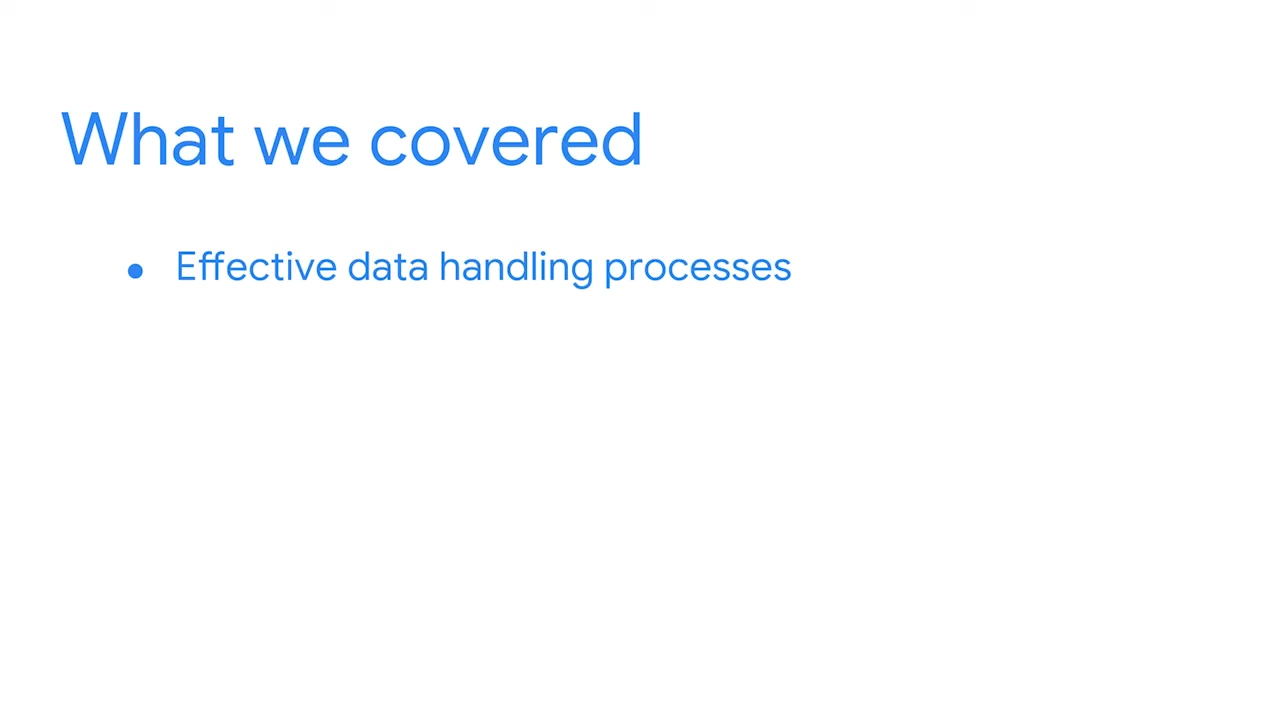 What we covered
● Effective data handling processes